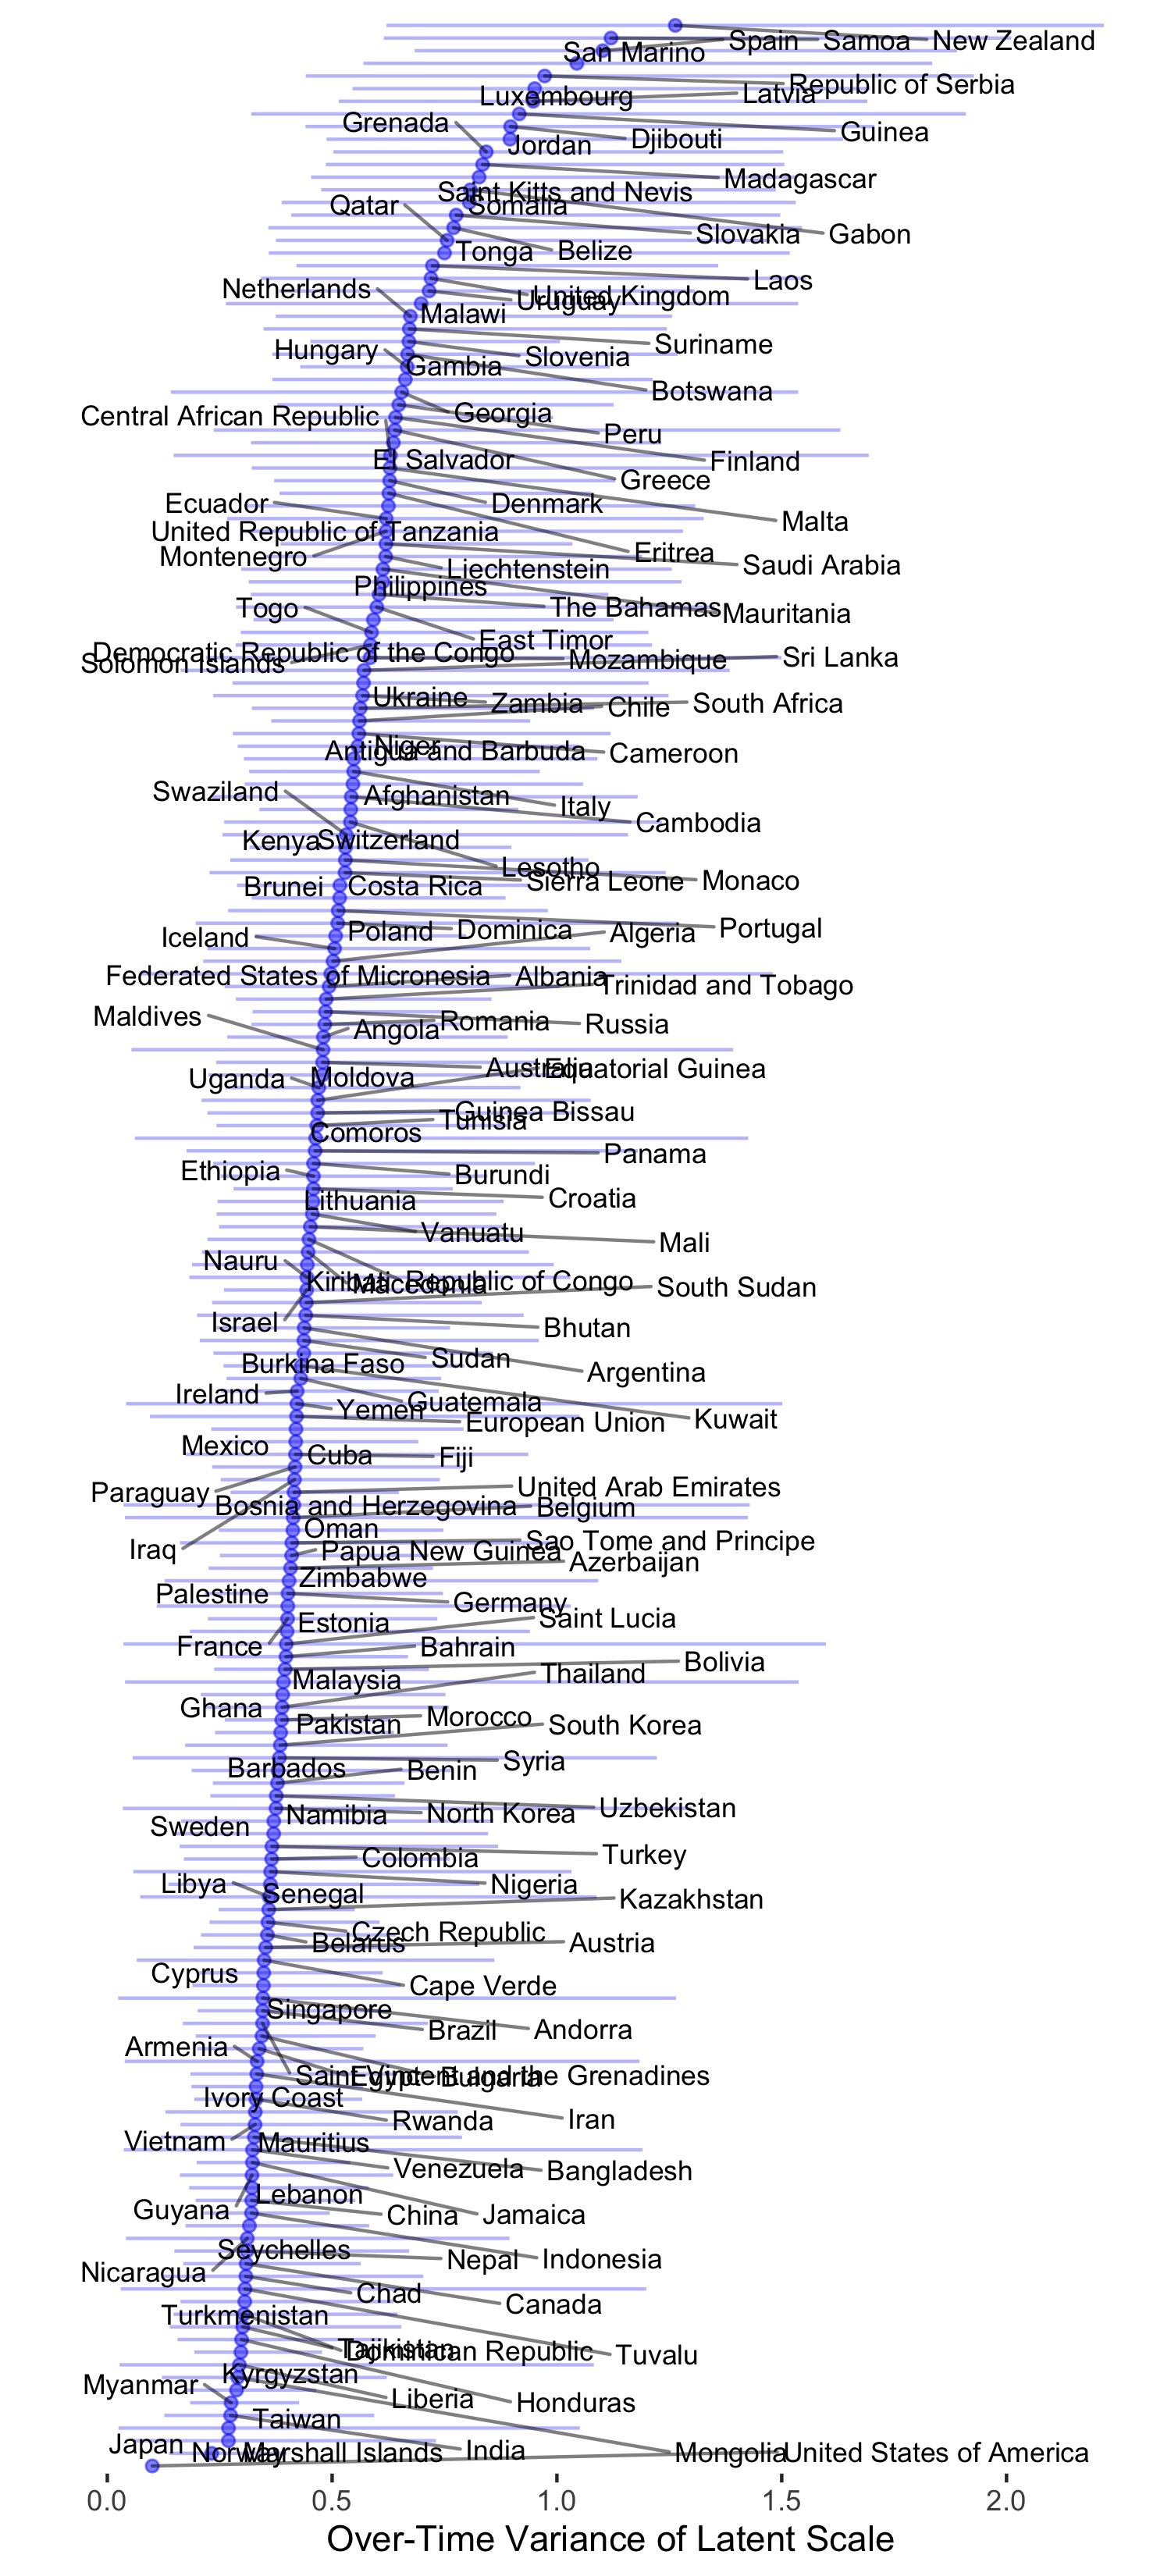 Spain Samoa New Zealand
San Marino
Republic of Serbia
Luxembourg Latvia
Grenada Guinea
Jordan Djibouti
Madagascar
Saint Kitts and Nevis
Qatar Somalia
Slovakia Gabon
Tonga Belize
Laos
Netherlands Uruguay United Kingdom
Malawi
Suriname
Hungary Slovenia
Gambia
Botswana
Central African Republic Georgia
Peru
El Salvador Finland
Greece
Ecuador Denmark
Malta
United Republic of Tanzania
Montenegro Eritrea
Liechtenstein Saudi Arabia
Philippines
Togo The Bahamas Mauritania
East Timor
Democratic Republic of the Congo
Solomon Islands Mozambique Sri Lanka
Ukraine Zambia Chile South Africa
Niger
Antigua and Barbuda Cameroon
Swaziland Afghanistan
Italy
Cambodia
Kenya Switzerland
Lesotho
Brunei Costa Rica Sierra Leone Monaco
Iceland Poland Dominica Algeria Portugal
Federated States of Micronesia Albania
Trinidad and Tobago
Maldives Angola Romania Russia
Australia Equatorial Guinea
Uganda Moldova
Guinea Bissau
Tunisia
Comoros
Panama
Ethiopia Burundi
Lithuania Croatia
Vanuatu
Mali
Nauru
Kiribati Macedonia Republic of Congo South Sudan
Israel Bhutan
Burkina Faso Sudan
Argentina
Ireland Guatemala
Yemen European Union Kuwait
Mexico Cuba Fiji
Paraguay United Arab Emirates
Bosnia and Herzegovina Belgium
Oman
Iraq Papua New Guinea Sao Tome and Principe
Azerbaijan
Zimbabwe
Palestine Germany
Estonia Saint Lucia
France Bahrain
Bolivia
Malaysia Thailand
Ghana
Pakistan Morocco South Korea
Syria
Barbados Benin
Namibia North Korea Uzbekistan
Sweden
Colombia Turkey
Libya Senegal Nigeria
Kazakhstan
Czech Republic
Belarus Austria
Cyprus Cape Verde
Singapore
Brazil Andorra
Armenia
Saint Vincent and the Grenadines Egypt Bulgaria
Ivory Coast
Rwanda Iran
Vietnam Mauritius
Venezuela Bangladesh
Lebanon
Guyana China Jamaica
Seychelles
Nicaragua Nepal Indonesia
Chad
Canada
Turkmenistan
Tajikistan Dominican Republic Tuvalu
Kyrgyzstan
Myanmar Liberia Honduras
Taiwan
Japan Norway Marshall Islands India Mongolia United States of America
0.0 0.5 1.0 1.5 2.0
Over-Time Variance of Latent Scale